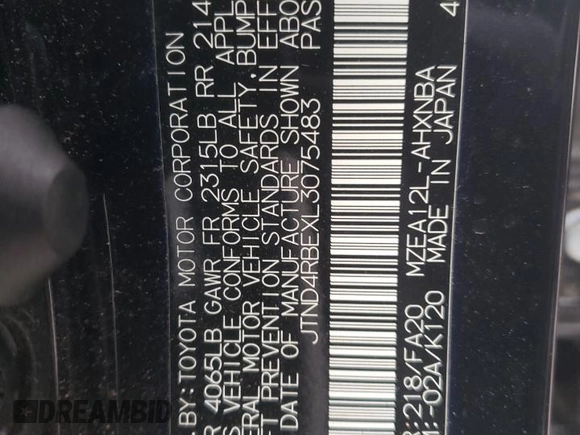 BY:TOYOTA MOTOR CORPORATION
4065LB GAWR FR 2315LB RR 214
VEHICLE CONFORMS TO ALL APPL
MOTOR VEHICLE SAFETY, BUMP
PREVENTION STANDARDS IN EFF
DATE OF MANUFACTURE SHOWN ABO
JTND4RBEXL3075483 PAS
:218/FA20 MZEA12L-AHXNBA 4
:-02A/K120 MADE IN JAPAN
DREAMBID